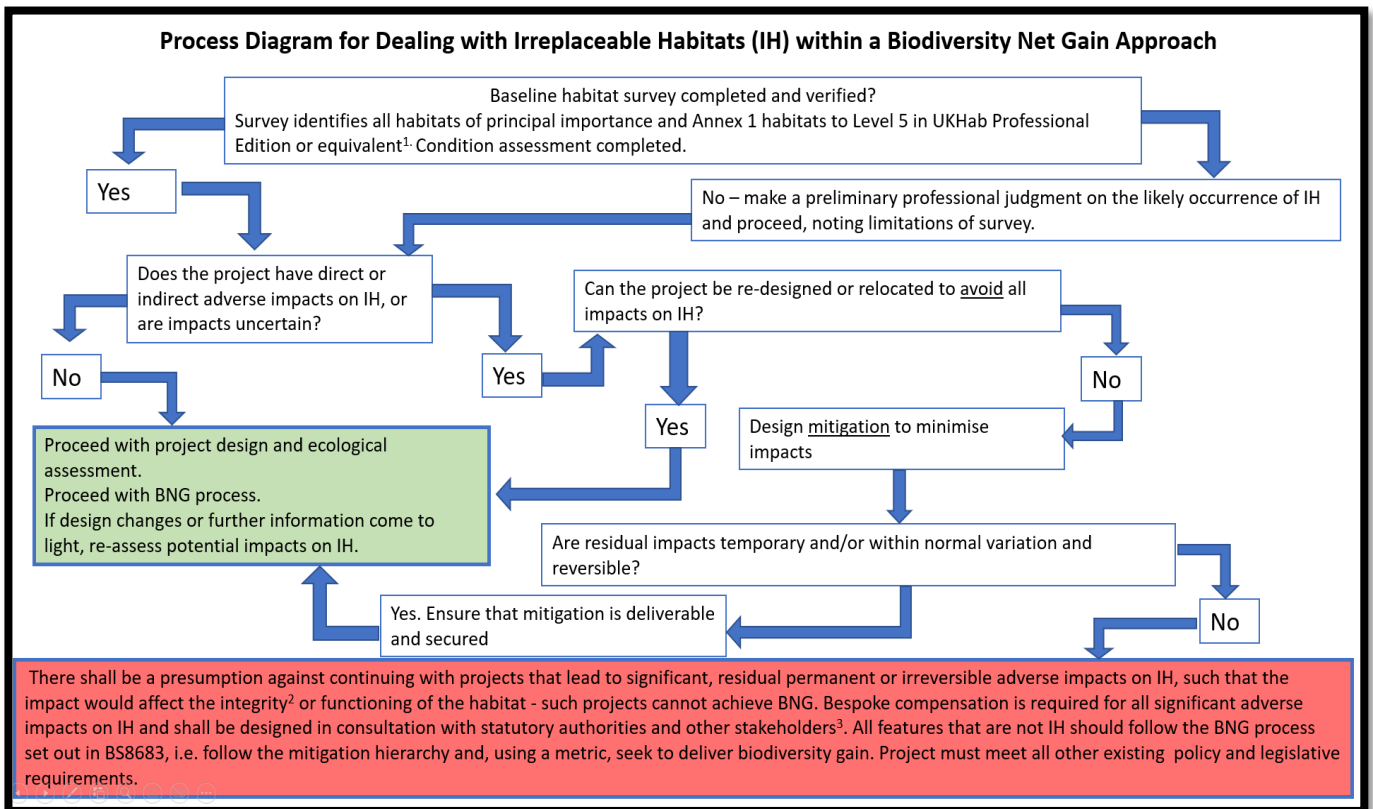 Process Diagram for Dealing with Irreplaceable Habitats (IH) within a Biodiversity Net Gain Approach
Baseline habitat survey completed and verified?
Survey identifies all habitats of principal importance and Annex 1 habitats to Level 5 in UKHab Professional
Edition or equivalent¹· Condition assessment completed.
Yes
No – make a preliminary professional judgment on the likely occurrence of IH
and proceed, noting limitations of survey.
Does the project have direct or
indirect adverse impacts on IH, or
are impacts uncertain?
Can the project be re-designed or relocated to avoid all
impacts on IH?
No
Yes
No
Yes
Design mitigation to minimise
impacts
Proceed with project design and ecological
assessment.
Proceed with BNG process.
If design changes or further information come to
light, re-assess potential impacts on IH.
Are residual impacts temporary and/or within normal variation and
reversible?
Yes. Ensure that mitigation is deliverable
and secured
No
There shall be a presumption against continuing with projects that lead to significant, residual permanent or irreversible adverse impacts on IH, such that the
impact would affect the integrity² or functioning of the habitat - such projects cannot achieve BNG. Bespoke compensation is required for all significant adverse
impacts on IH and shall be designed in consultation with statutory authorities and other stakeholders³. All features that are not IH should follow the BNG process
set out in BS8683, i.e. follow the mitigation hierarchy and, using a metric, seek to deliver biodiversity gain. Project must meet all other existing policy and legislative
requirements.